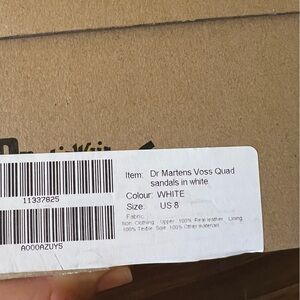 Item: Dr Martens Voss Quad
sandals in white
Colour: WHITE
Size: US 8
Fabric:
Non Clothing Upper: 100% Real leather, Lining:
100% Textile Sole: 100% Other materials
11337825
A000AZUY5